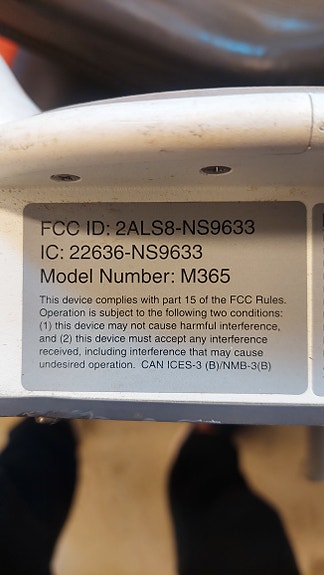 FCC ID: 2ALS8-NS9633
IC: 22636-NS9633
Model Number: M365
This device complies with part 15 of the FCC Rules.
Operation is subject to the following two conditions:
(1) this device may not cause harmful interference,
and (2) this device must accept any interference
received, including interference that may cause
undesired operation. CAN ICES-3 (B)/NMB-3(B)